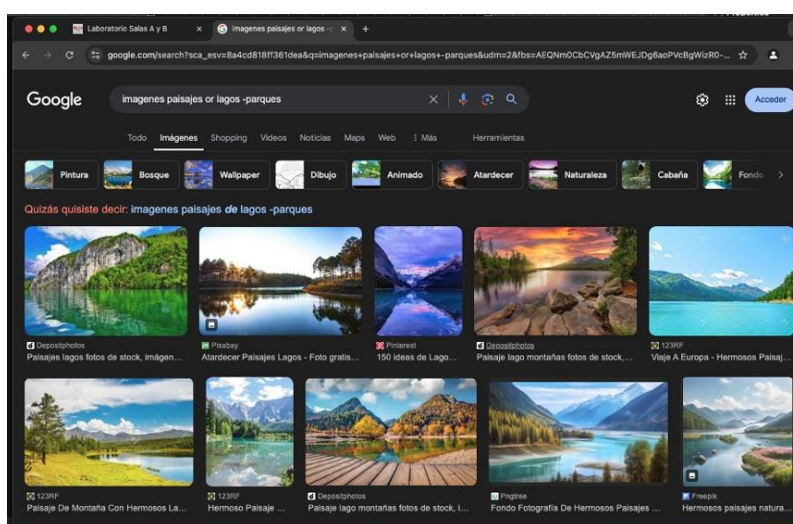 Laboratorio Salas A y B
imagenes paisajes or lagos -
google.com/search?sca_esv=8a4cd818ff361dea&q=imagenes+paisajes+or+lagos+-parques&udm=2&fbs=AEQNm0CbCVgAZ5mWEJDg6aoPVcBgWizR0-...
Google
imagenes paisajes or lagos -parques
Acceder
Todo Imágenes Shopping Videos Noticias Maps Web Más Herramientas
Pintura Bosque Wallpaper Dibujo Animado Atardecer Naturaleza Cabaña Fondo
Quizás quisiste decir: imagenes paisajes de lagos -parques
Depositphotos Pixabay Pinterest Depositphotos 123RF
Paisajes lagos fotos de stock, imágen... Atardecer Paisajes Lagos - Foto gratis... 150 ideas de Lago... Paisaje lago montañas fotos de stock,... Viaje A Europa - Hermosos Paisaj...
123RF 123RF Depositphotos Pngtree Freepik
Paisaje De Montaña Con Hermosos La... Hermoso Paisaje ... Paisaje lago montañas fotos de stock, i... Fondo Fotografía De Hermosos Paisajes ... Hermosos paisajes natura...